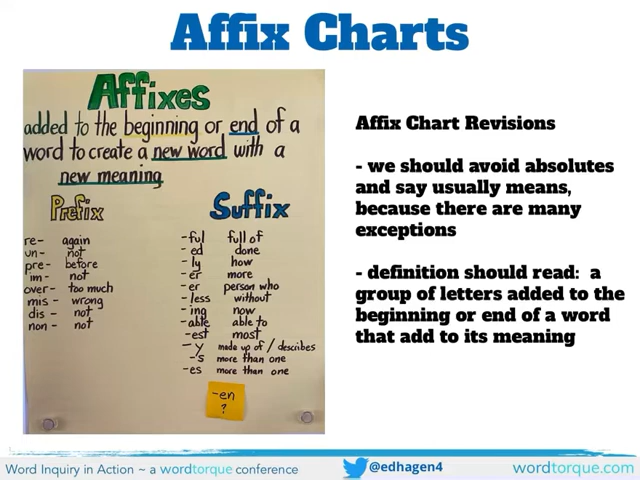 Affix Charts
Affixes
added to the beginning or end of a
word to create a new word with a
new meaning
Prefix
re- again
un- not
pre- before
im- not
over- too much
mis- wrong
dis- not
non- not
Suffix
-ful full of
-ed done
-ly how
-er more
-er person who
-less without
-ing now
-able able to
-est most
-y made up of / describes
-s more than one
-es more than one
-en
?
Affix Chart Revisions
- we should avoid absolutes
and say usually means,
because there are many
exceptions
- definition should read: a
group of letters added to the
beginning or end of a word
that add to its meaning
Word Inquiry in Action ~ a wordtorque conference
@edhagen4
wordtorque.com